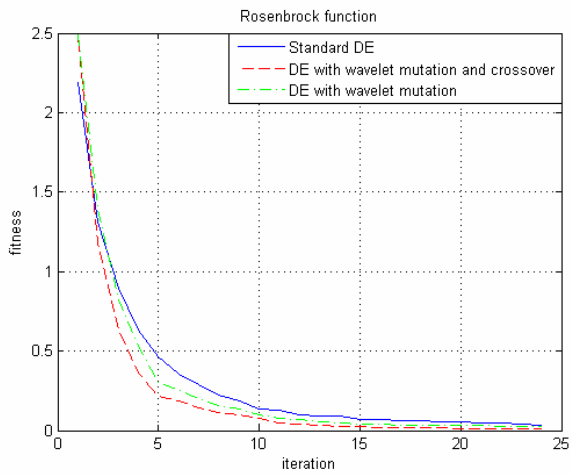 Rosenbrock function
2.5
2
1.5
1
0.5
0
fitness
Standard DE
DE with wavelet mutation and crossover
DE with wavelet mutation
0
5
10
15
20
25
iteration